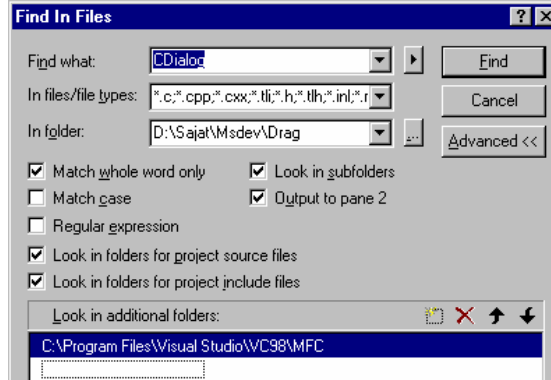 Find In Files
Find what: CDialog
Find
In files/file types: *.c;*.cpp;*.cxx;*.tli;*.h;*.tlh;*.inl;*.r
Cancel
In folder: D:\Sajat\Msdev\Drag ...
Advanced <<
Match whole word only
Look in subfolders
Match case
Output to pane 2
Regular expression
Look in folders for project source files
Look in folders for project include files
Look in additional folders:
C:\Program Files\Visual Studio\VC98\MFC